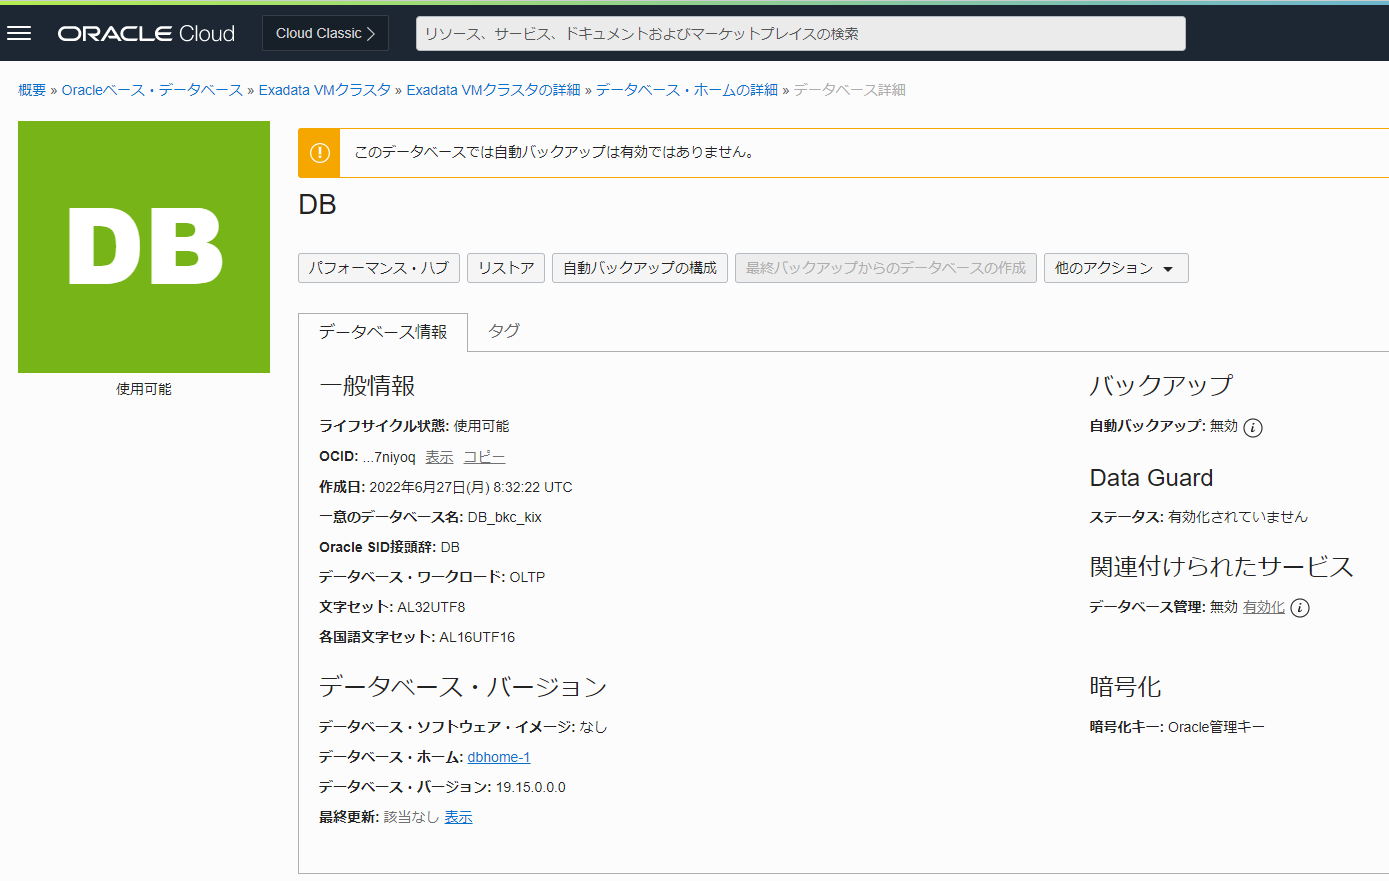 ORACLE Cloud Cloud Classic リソース、サービス、ドキュメントおよびマーケットプレイスの検索
概要 » Oracleベース・データベース » Exadata VMクラスタ » Exadata VMクラスタの詳細 » データベース・ホームの詳細 » データベース詳細
DB
使用可能
このデータベースでは自動バックアップは有効ではありません。
DB
パフォーマンス・ハブ リストア 自動バックアップの構成 最終バックアップからのデータベースの作成 他のアクション
データベース情報 タグ
一般情報
ライフサイクル状態: 使用可能
OCID: ...7niyoq 表示 コピー
作成日: 2022年6月27日(月) 8:32:22 UTC
一意のデータベース名: DB_bkc_kix
Oracle SID接頭辞: DB
データベース・ワークロード: OLTP
文字セット: AL32UTF8
各国語文字セット: AL16UTF16
データベース・バージョン
データベース・ソフトウェア・イメージ: なし
データベース・ホーム: dbhome-1
データベース・バージョン: 19.15.0.0.0
最終更新: 該当なし 表示
バックアップ
自動バックアップ: 無効
Data Guard
ステータス: 有効化されていません
関連付けられたサービス
データベース管理: 無効 有効化
暗号化
暗号化キー: Oracle管理キー